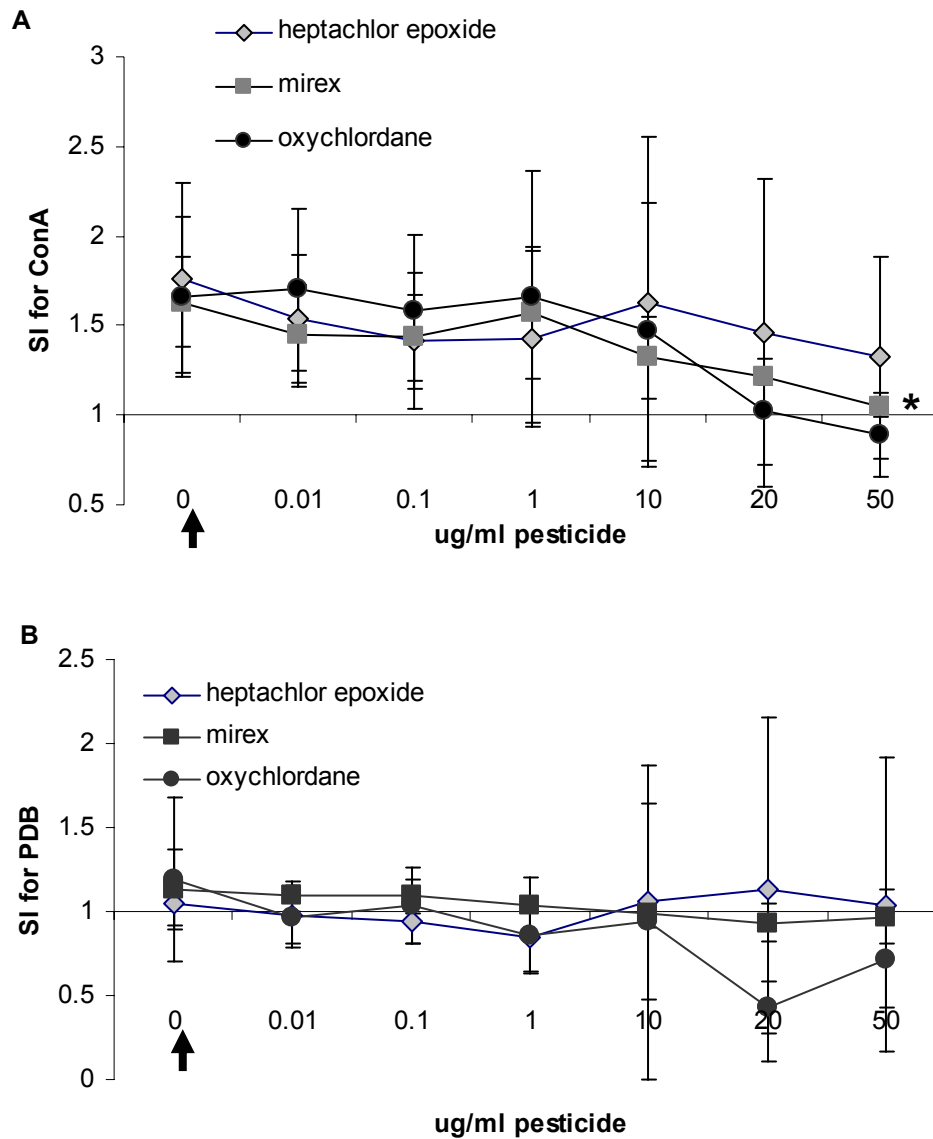 A
heptachlor epoxide
mirex
oxychlordane
3
2.5
2
1.5
1
0.5
SI for ConA
*
0 0.01 0.1 1 10 20 50
ug/ml pesticide
B
heptachlor epoxide
mirex
oxychlordane
2.5
2
1.5
1
0.5
0
SI for PDB
0 0.01 0.1 1 10 20 50
ug/ml pesticide